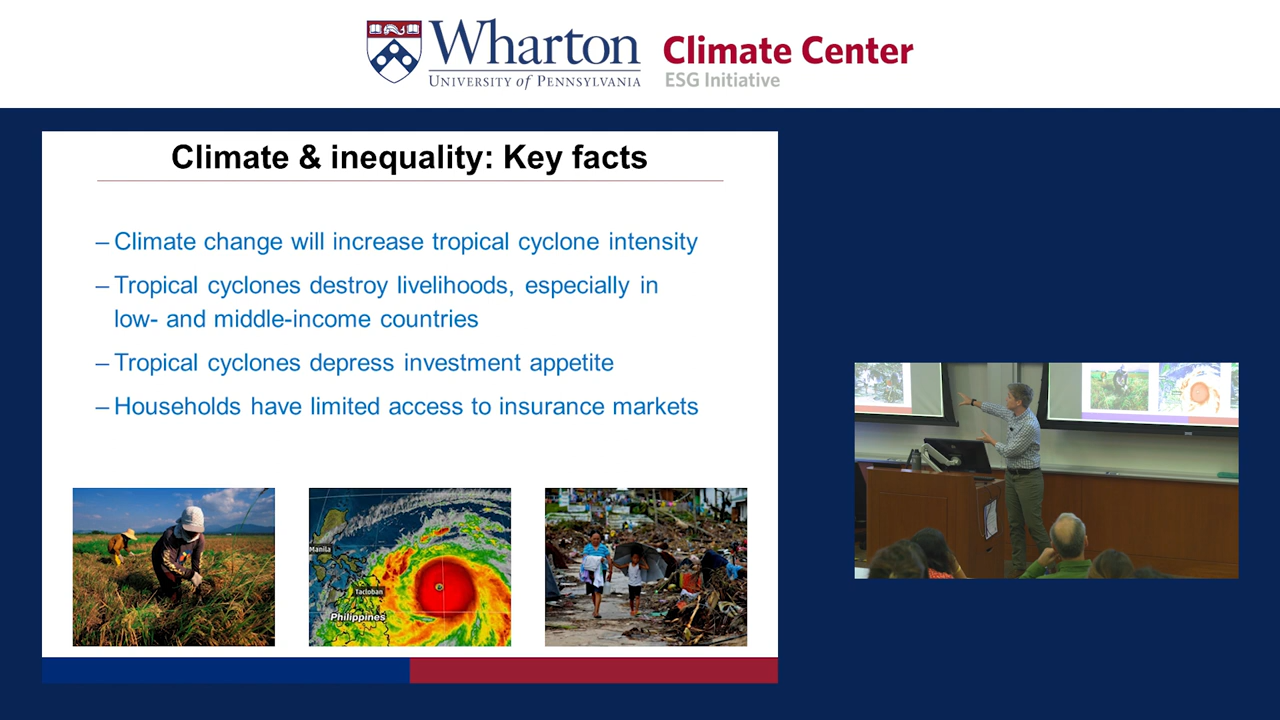 Wharton
UNIVERSITY of PENNSYLVANIA
Climate Center
ESG Initiative
Climate & inequality: Key facts
– Climate change will increase tropical cyclone intensity
– Tropical cyclones destroy livelihoods, especially in
low- and middle-income countries
– Tropical cyclones depress investment appetite
– Households have limited access to insurance markets
Manila
Tacloban
Philippines